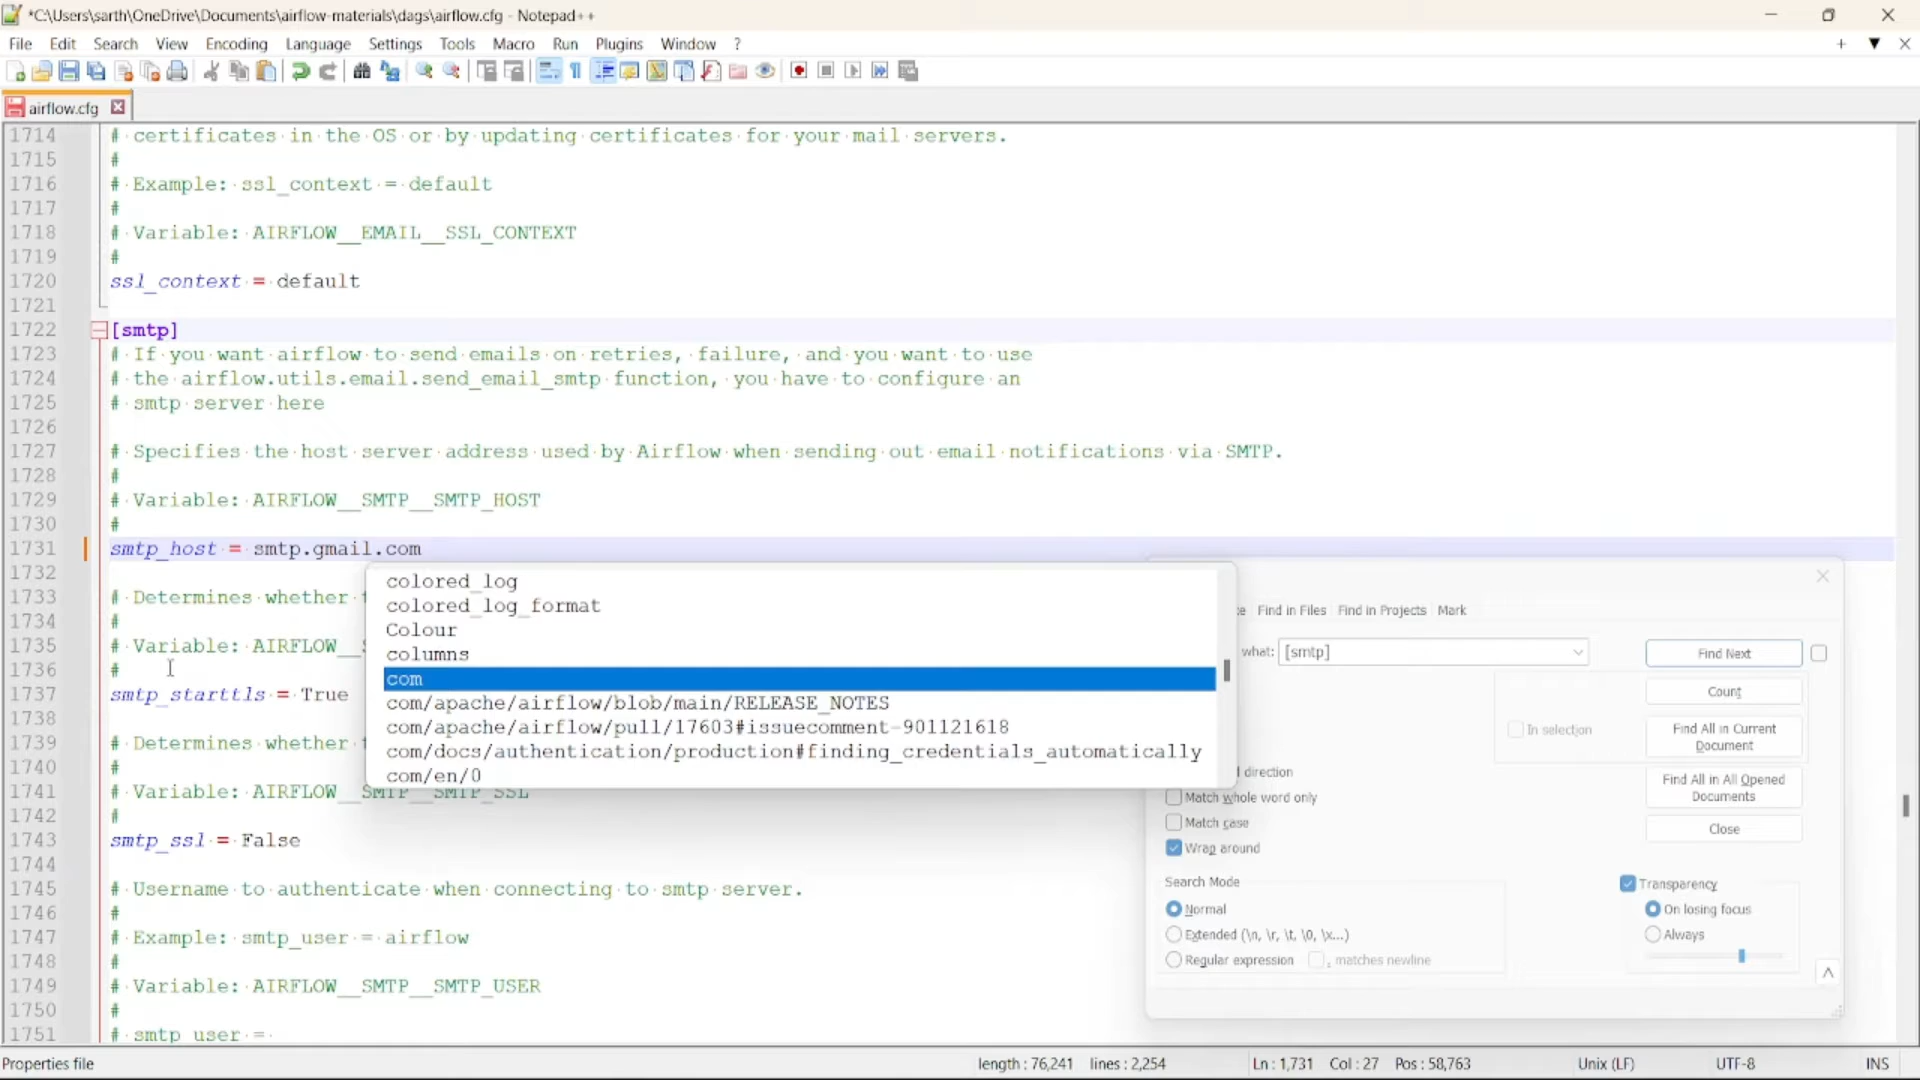 *C:\Users\sarth\OneDrive\Documents\airflow-materials\dags\airflow.cfg - Notepad++
File Edit Search View Encoding Language Settings Tools Macro Run Plugins Window ?
airflow.cfg
1714 # certificates in the OS or by updating certificates for your mail servers.
1715 #
1716 # Example: ssl_context = default
1717 #
1718 # Variable: AIRFLOW__EMAIL__SSL_CONTEXT
1719 #
1720 ssl_context = default
1721
1722 [smtp]
1723 # If you want airflow to send emails on retries, failure, and you want to use
1724 # the airflow.utils.email.send_email_smtp function, you have to configure an
1725 # smtp server here
1726
1727 # Specifies the host server address used by Airflow when sending out email notifications via SMTP.
1728 #
1729 # Variable: AIRFLOW__SMTP__SMTP_HOST
1730 #
1731 smtp_host = smtp.gmail.com
1732
1733 # Determines whether
1734 #
1735 # Variable: AIRFLOW__
1736 #
1737 smtp_starttls = True
1738
1739 # Determines whether
1740 #
1741 # Variable: AIRFLOW__SMTP__SMTP_SSL
1742 #
1743 smtp_ssl = False
1744
1745 # Username to authenticate when connecting to smtp server.
1746 #
1747 # Example: smtp_user = airflow
1748 #
1749 # Variable: AIRFLOW__SMTP__SMTP_USER
1750 #
1751 # smtp_user =
colored_log
colored_log_format
Colour
columns
com
com/apache/airflow/blob/main/RELEASE_NOTES
com/apache/airflow/pull/17603#issuecomment-901121618
com/docs/authentication/production#finding_credentials_automatically
com/en/0
Find in Files Find in Projects Mark
what: [smtp]
Find Next
Count
In selection
Find All in Current Document
direction
Find All in All Opened Documents
Match whole word only
Match case
Close
Wrap around
Search Mode
Transparency
Normal
On losing focus
Extended (\n, \r, \t, \0, \x...)
Always
Regular expression
. matches newline
Properties file
length : 76,241 lines : 2,254
Ln : 1,731 Col : 27 Pos : 58,763
Unix (LF)
UTF-8
INS